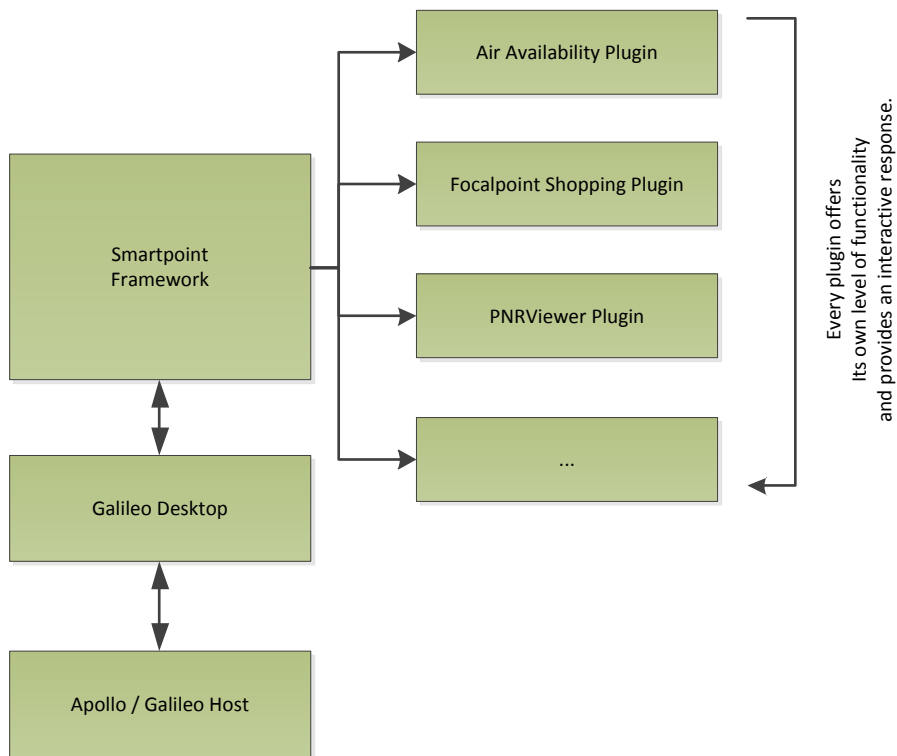 Air Availability Plugin
Focalpoint Shopping Plugin
Smartpoint
Framework
PNRViewer Plugin
...
Galileo Desktop
Apollo / Galileo Host
Every plugin offers
Its own level of functionality
and provides an interactive response.